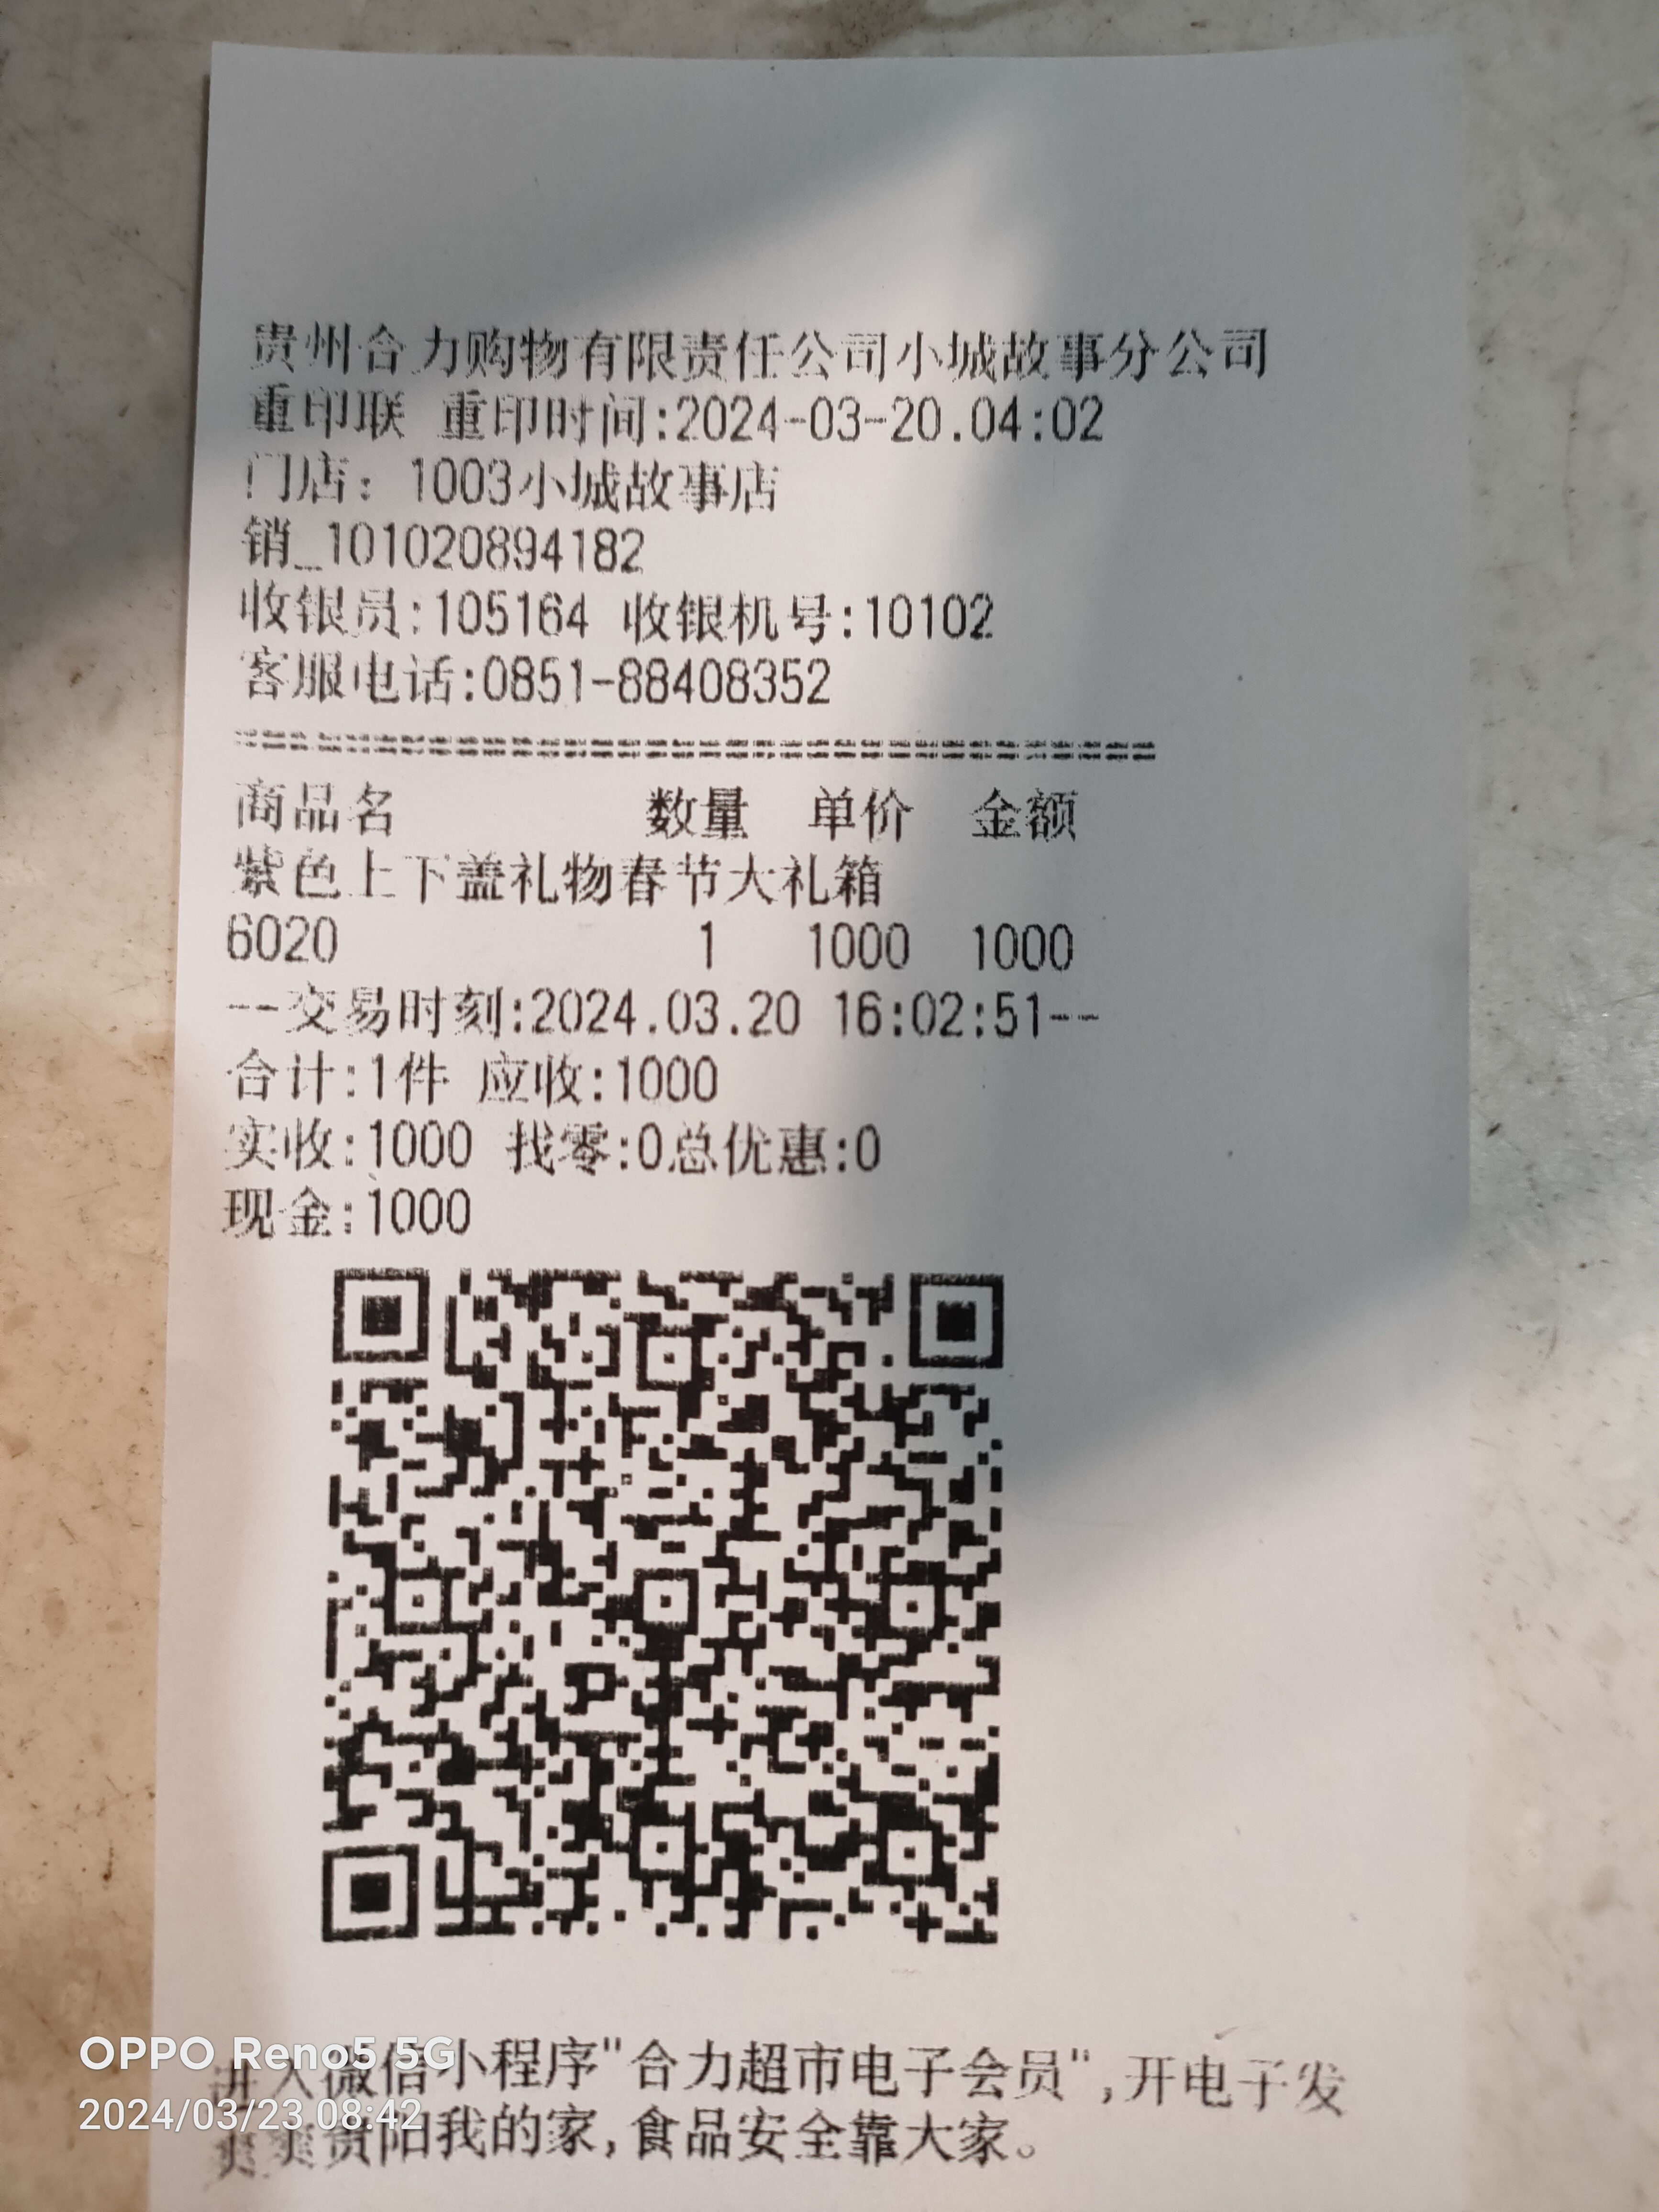 贵州合力购物有限责任公司小城故事分公司
重印联 重印时间:2024-03-20.04:02
门店：1003小城故事店
销_101020894182
收银员:105164 收银机号:10102
客服电话:0851-88408352
==================================
商品名 数量 单价 金额
紫色上下盖礼物春节大礼箱
6020 1 1000 1000
--交易时刻:2024.03.20 16:02:51--
合计:1件 应收:1000
实收:1000 找零:0总优惠:0
现金:1000
进入微信小程序"合力超市电子会员",开电子发
爽爽贵阳我的家,食品安全靠大家。
OPPO Reno5 5G
2024/03/23 08:42